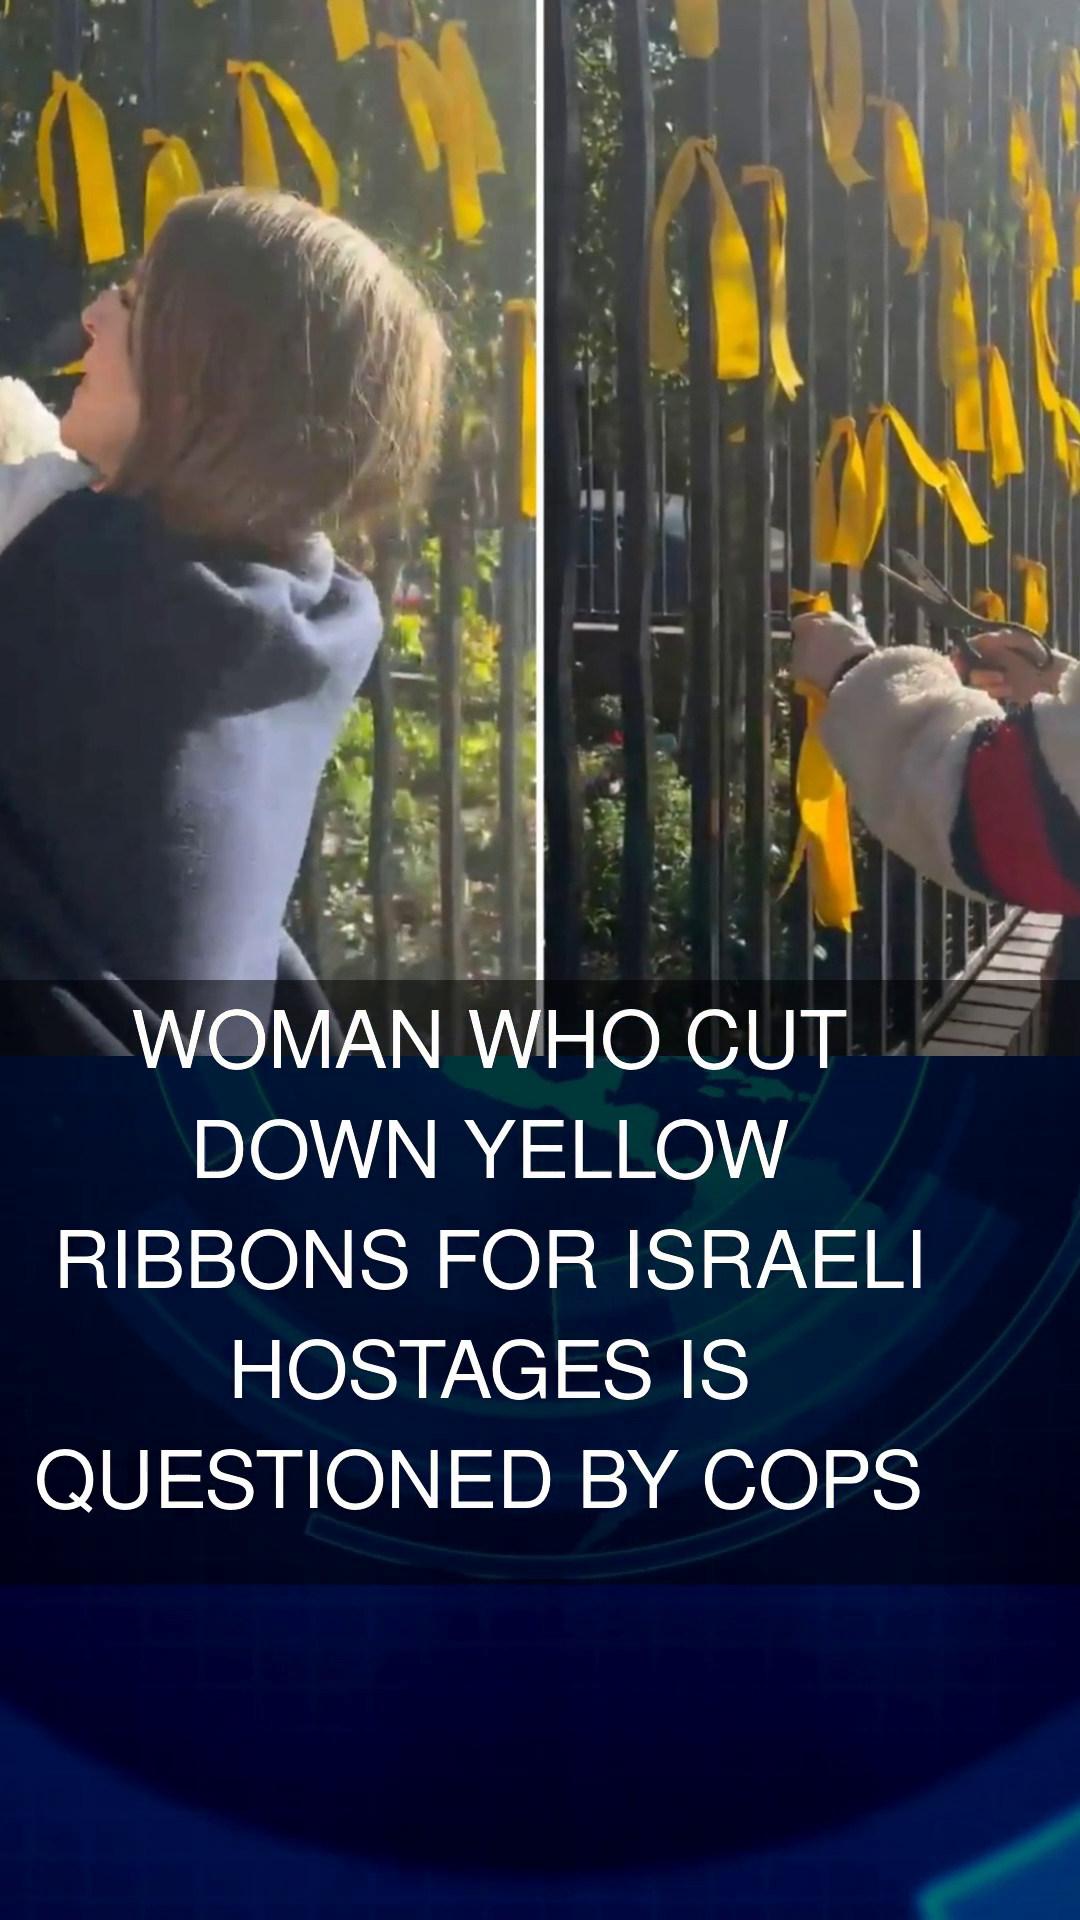 WOMAN WHO CUT
DOWN YELLOW
RIBBONS FOR ISRAELI
HOSTAGES IS
QUESTIONED BY COPS